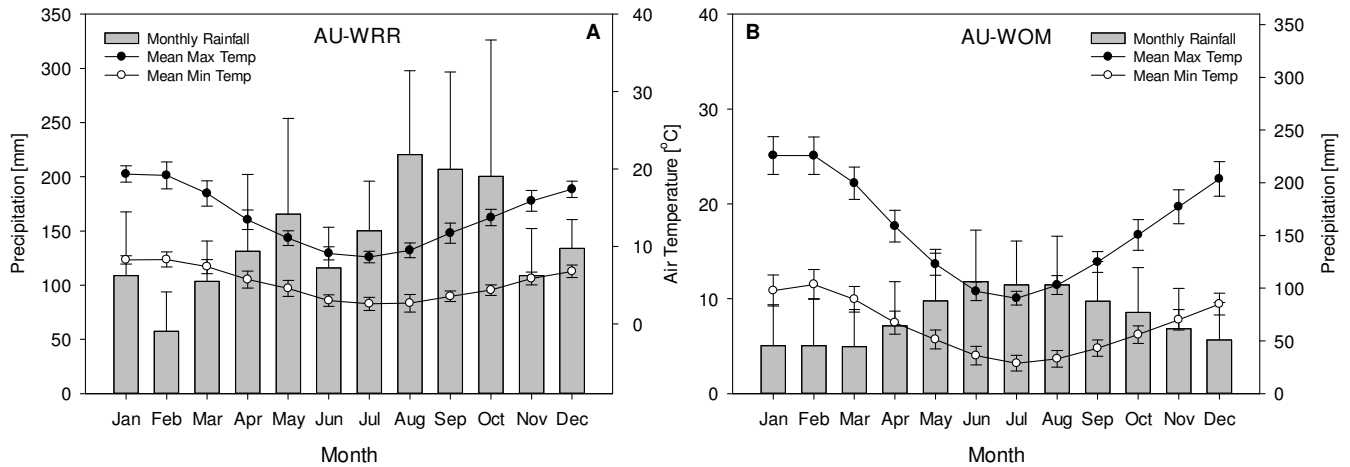 AU-WRR
A
Monthly Rainfall
Mean Max Temp
Mean Min Temp
Precipitation [mm]
350
300
250
200
150
100
50
0
40
30
20
10
0
Jan Feb Mar Apr May Jun Jul Aug Sep Oct Nov Dec
Month
B
AU-WOM
Monthly Rainfall
Mean Max Temp
Mean Min Temp
Air Temperature [°C]
40
30
20
10
0
350
300
250
200
150
100
50
0
Precipitation [mm]
Jan Feb Mar Apr May Jun Jul Aug Sep Oct Nov Dec
Month